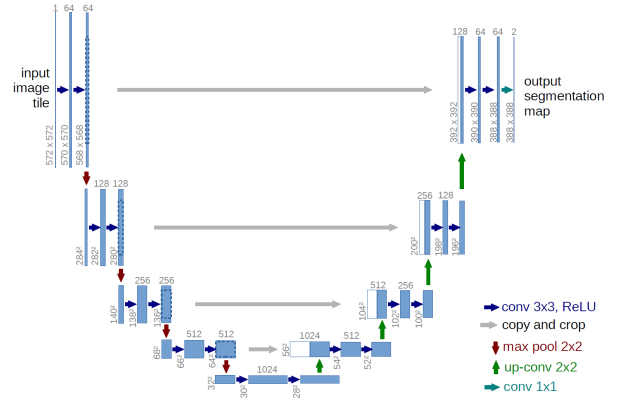 1 64 64
input
image
tile
572 x 572
570 x 570
568 x 568
128 64 64 2
392 x 392
390 x 390
388 x 388
388 x 388
output
segmentation
map
128 128
284²
282²
280²
256 128
200²
198²
196²
256 256
140²
138²
136²
512 256
104²
102²
100²
512 512
68²
66²
64²
1024 512
56²
54²
52²
1024
32²
30²
28²
conv 3x3, ReLU
copy and crop
max pool 2x2
up-conv 2x2
conv 1x1